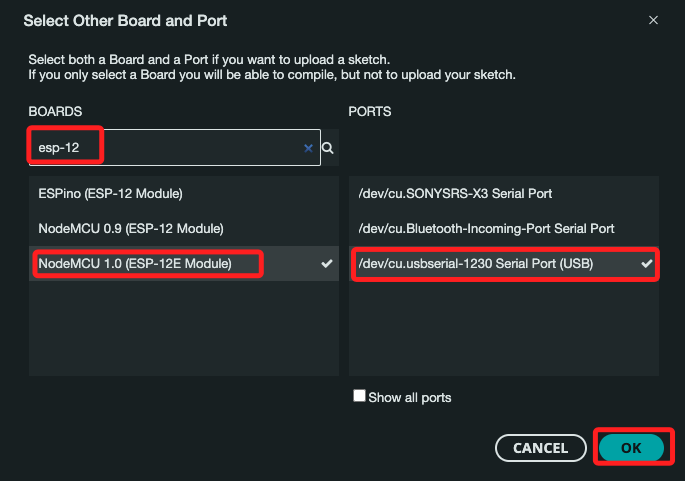 Select Other Board and Port
Select both a Board and a Port if you want to upload a sketch.
If you only select a Board you will be able to compile, but not to upload your sketch.
BOARDS
esp-12
ESPino (ESP-12 Module)
NodeMCU 0.9 (ESP-12 Module)
NodeMCU 1.0 (ESP-12E Module)
PORTS
/dev/cu.SONYSRS-X3 Serial Port
/dev/cu.Bluetooth-Incoming-Port Serial Port
/dev/cu.usbserial-1230 Serial Port (USB)
Show all ports
CANCEL
OK